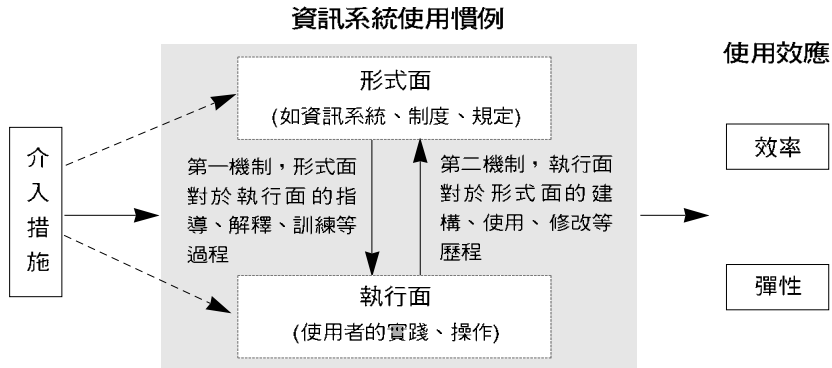 資訊系統使用慣例
使用效應
形式面
(如資訊系統、制度、規定)
介
入
措
施
第一機制，形式面
對於執行面的指
導、解釋、訓練等
過程
第二機制，執行面
對於形式面的建
構、使用、修改等
歷程
效率
彈性
執行面
(使用者的實踐、操作)